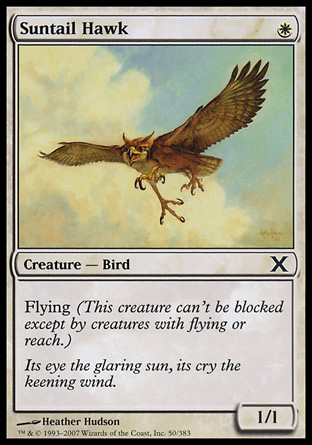 Suntail Hawk
Creature — Bird
X
Flying (This creature can't be blocked
except by creatures with flying or
reach.)
Its eye the glaring sun, its cry the
keening wind.
Heather Hudson
™ & © 1993–2007 Wizards of the Coast, Inc. 50/383
1/1